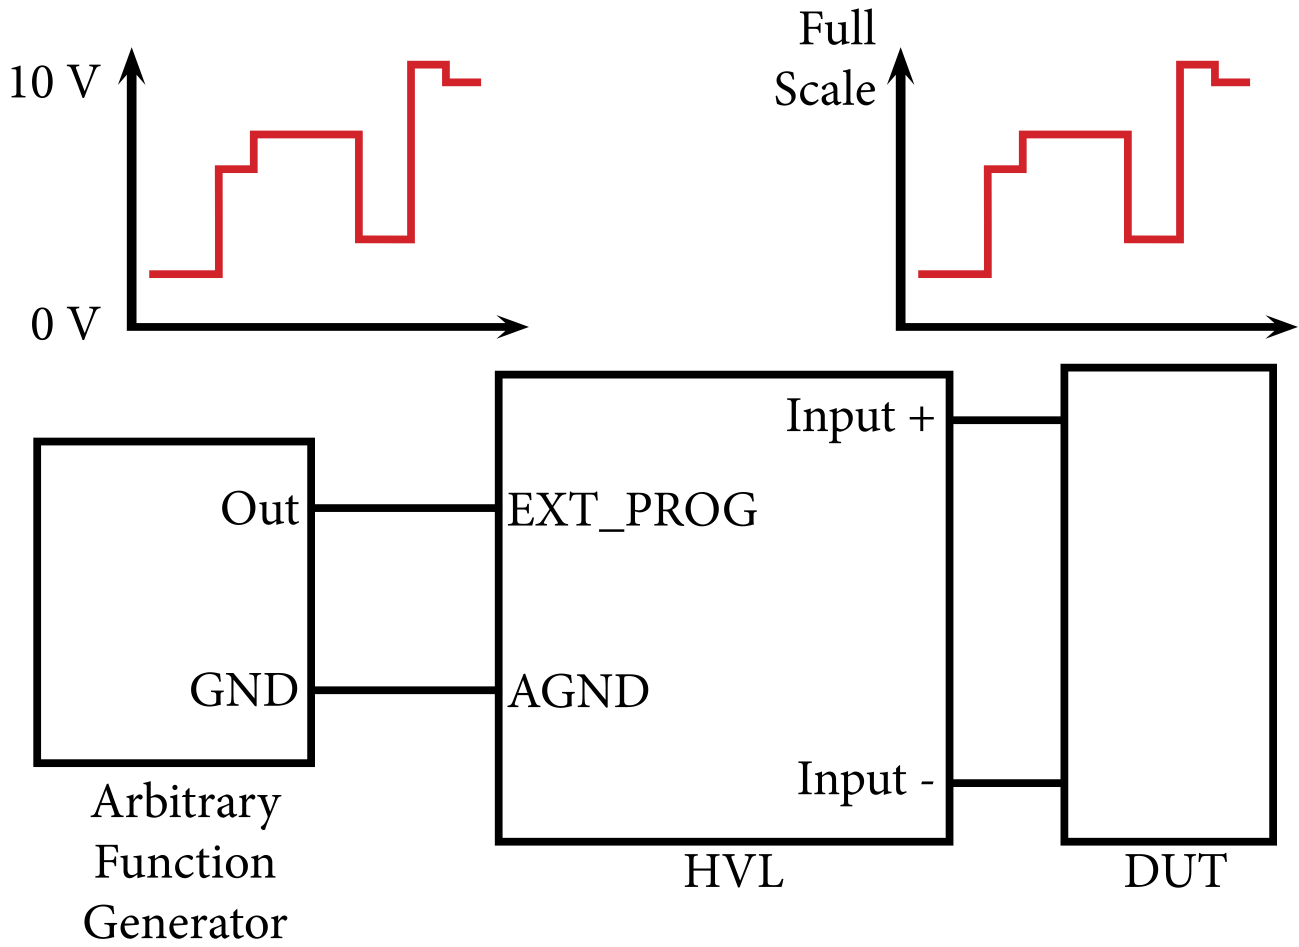 10 V
0 V
Full
Scale
Out
GND
Arbitrary
Function
Generator
EXT_PROG
AGND
Input +
Input -
HVL
DUT